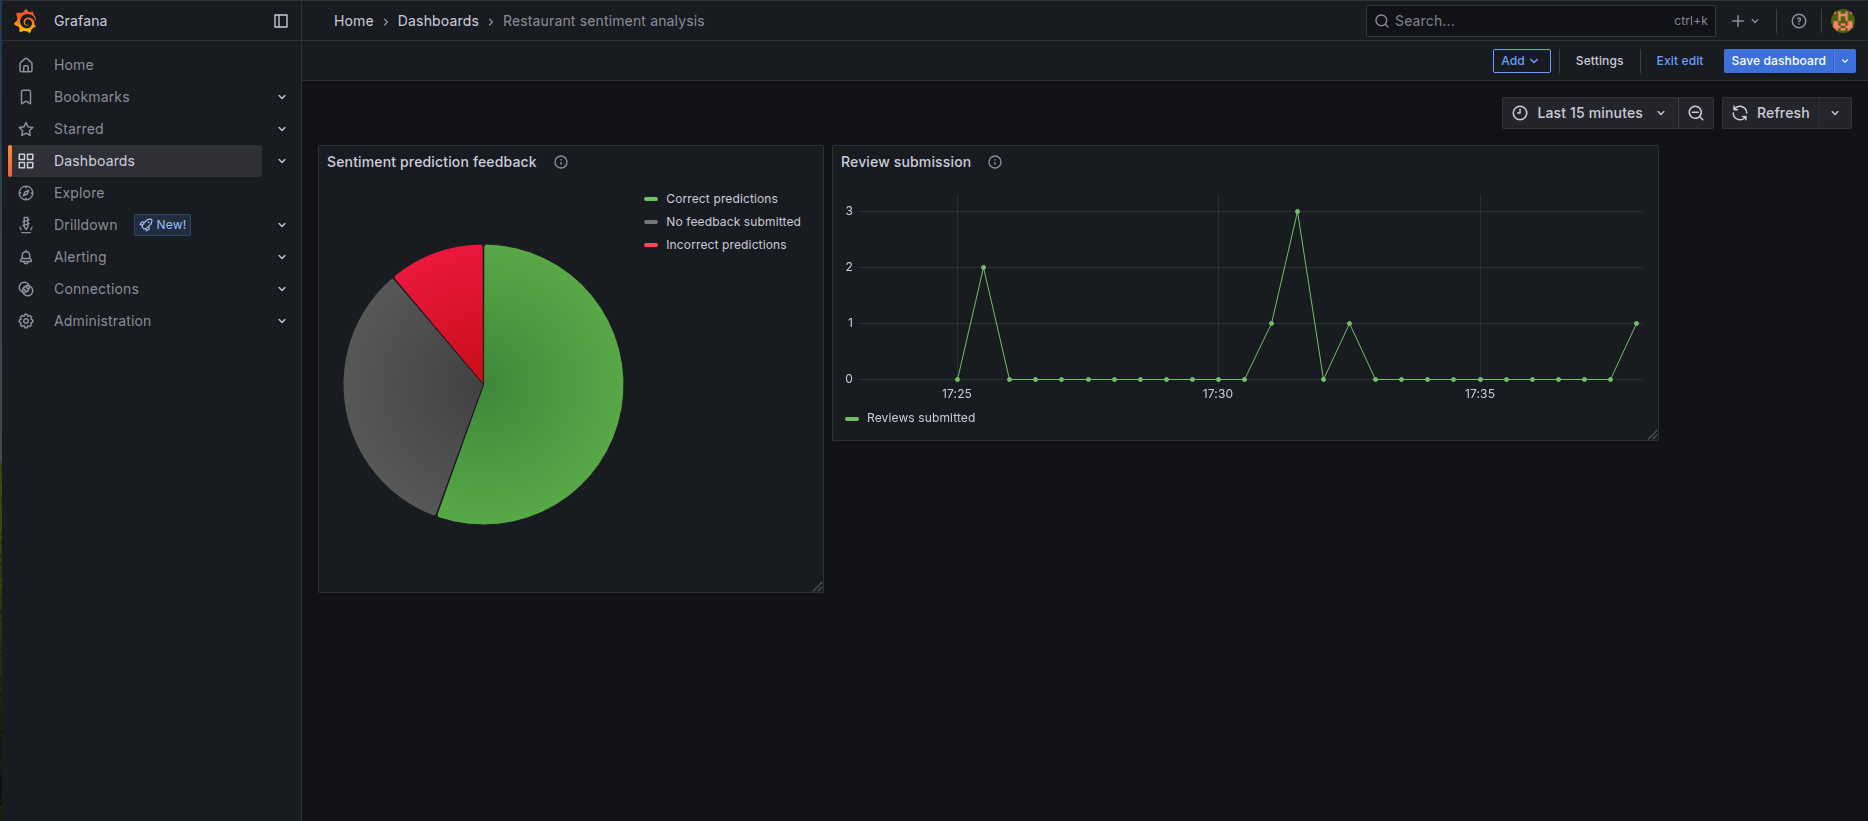 Grafana
Home › Dashboards › Restaurant sentiment analysis
Search...
ctrl+k
Home
Bookmarks
Starred
Dashboards
Explore
Drilldown
New!
Alerting
Connections
Administration
Add
Settings
Exit edit
Save dashboard
Last 15 minutes
Refresh
Sentiment prediction feedback
Correct predictions
No feedback submitted
Incorrect predictions
Review submission
3
2
1
0
17:25
17:30
17:35
Reviews submitted